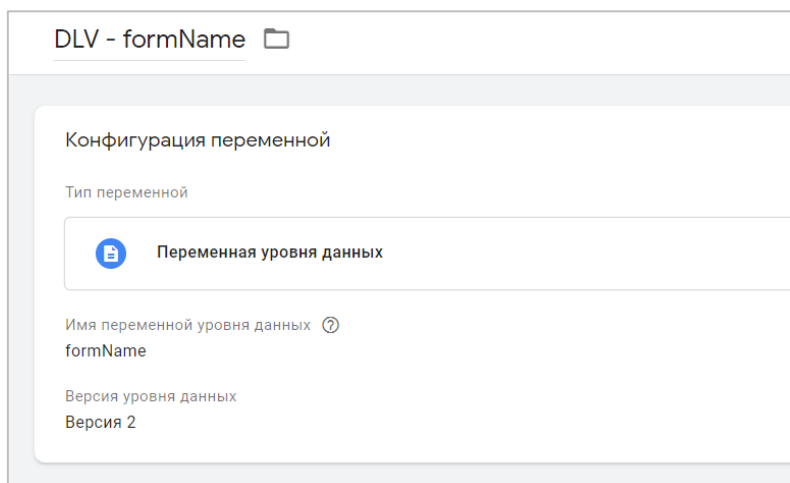 DLV - formName
Конфигурация переменной
Тип переменной
Переменная уровня данных
Имя переменной уровня данных
formName
Версия уровня данных
Версия 2